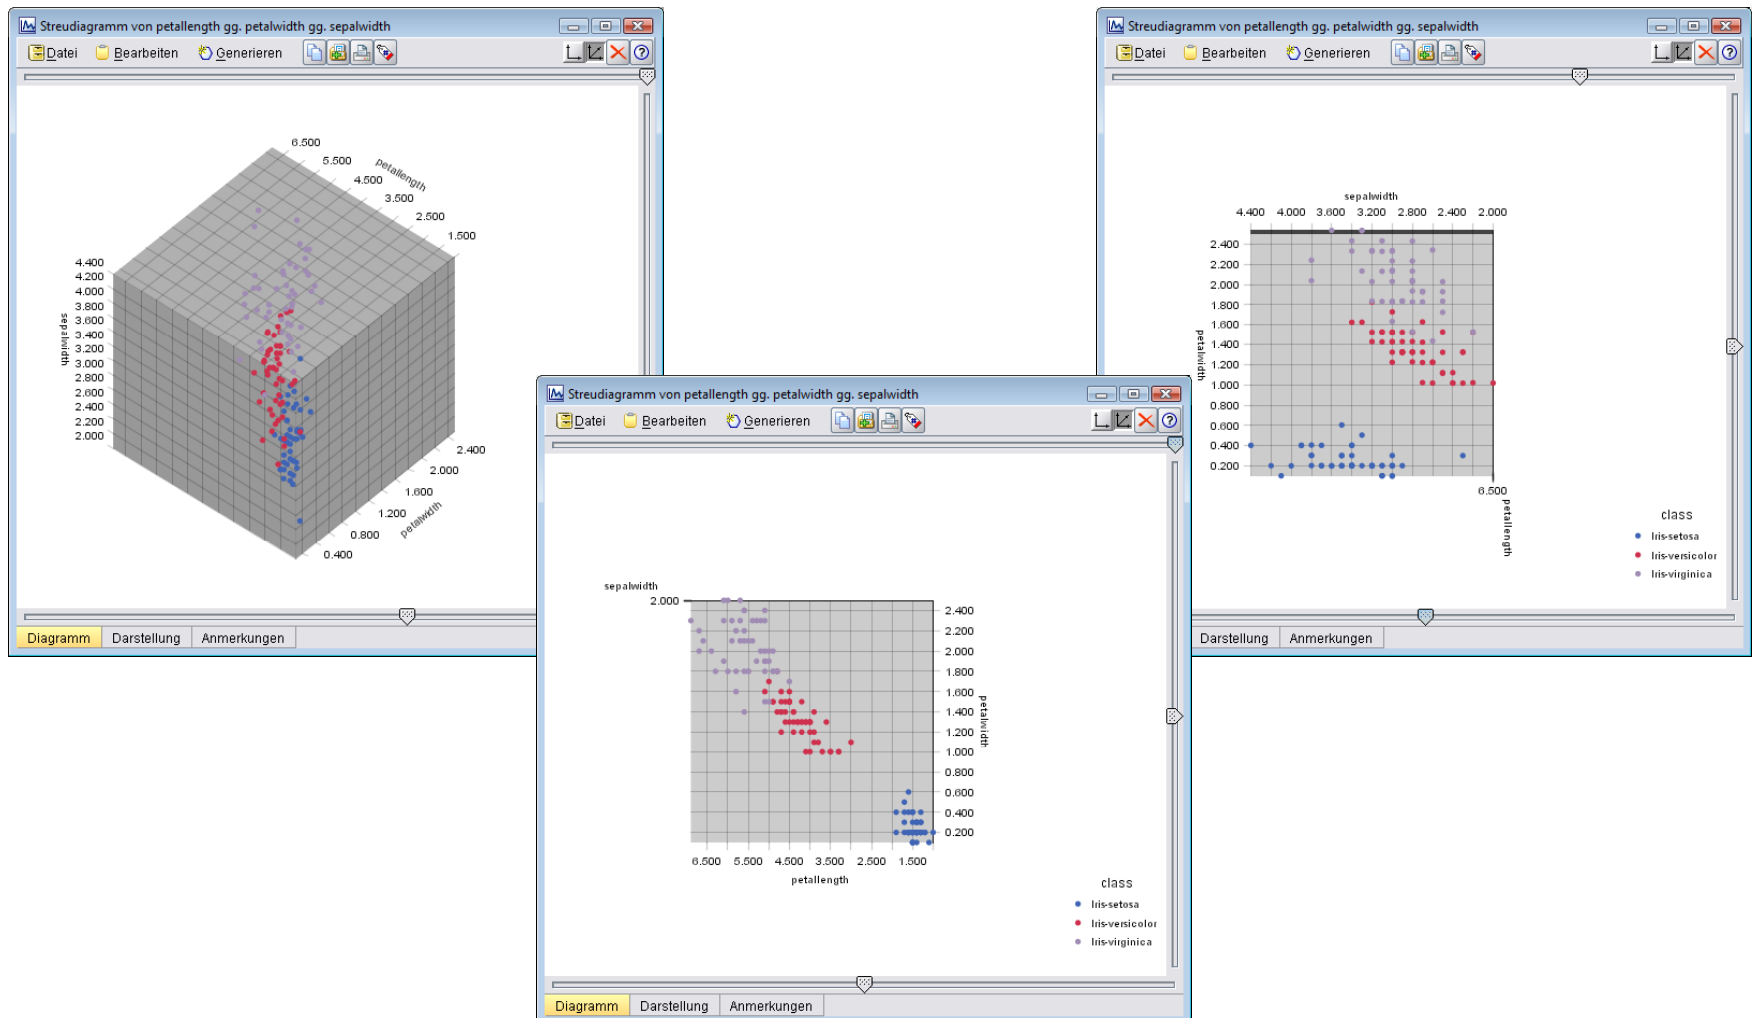 Streudiagramm von petallength gg. petalwidth gg. sepalwidth
Datei Bearbeiten Generieren
6.500
5.500
4.500
3.500
2.500
1.500
petallength
4.400
4.200
4.000
3.800
3.600
3.400
3.200
3.000
2.800
2.600
2.400
2.200
2.000
sepalwidth
2.400
2.000
1.600
1.200
0.800
0.400
petalwidth
Diagramm Darstellung Anmerkungen
Streudiagramm von petallength gg. petalwidth gg. sepalwidth
Datei Bearbeiten Generieren
sepalwidth
2.000
2.400
2.200
2.000
1.800
1.600
1.400
1.200
1.000
0.800
0.600
0.400
0.200
petalwidth
6.500 5.500 4.500 3.500 2.500 1.500
petallength
class
Iris-setosa
Iris-versicolor
Iris-virginica
Diagramm Darstellung Anmerkungen
Streudiagramm von petallength gg. petalwidth gg. sepalwidth
Datei Bearbeiten Generieren
sepalwidth
4.400 4.000 3.600 3.200 2.800 2.400 2.000
2.400
2.200
2.000
1.800
1.600
1.400
1.200
1.000
0.800
0.600
0.400
0.200
petalwidth
6.500
petallength
class
Iris-setosa
Iris-versicolor
Iris-virginica
Darstellung Anmerkungen